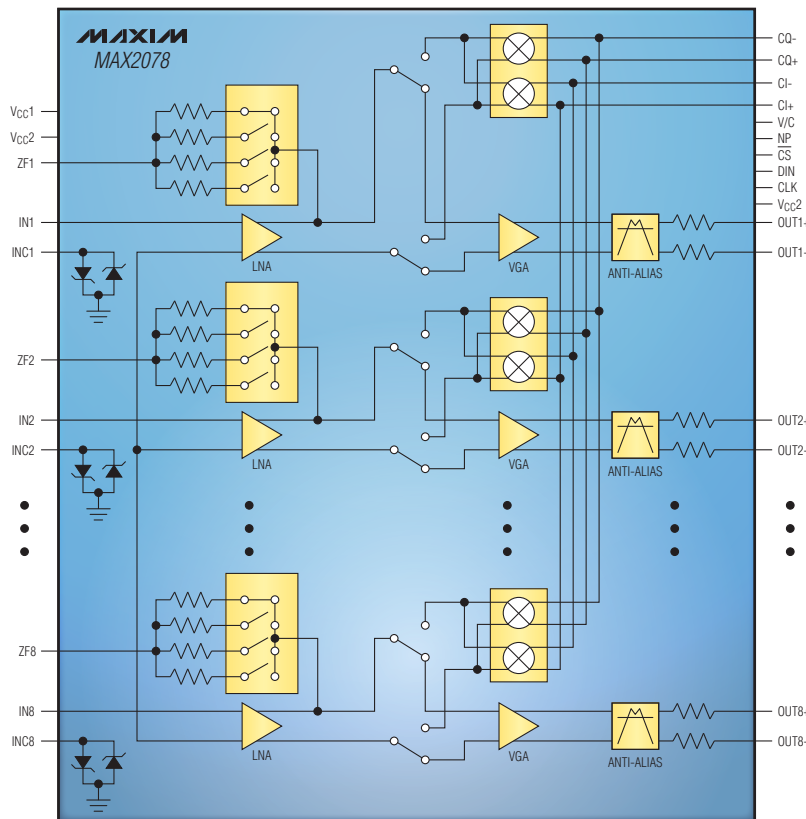 MAXIM
MAX2078
VCC1
VCC2
ZF1
IN1
INC1
LNA
VGA
ANTI-ALIAS
CQ-
CQ+
CI-
CI+
V/C
NP
CS
DIN
CLK
VCC2
OUT1-
OUT1-
ZF2
IN2
INC2
LNA
VGA
ANTI-ALIAS
OUT2-
OUT2-
ZF8
IN8
INC8
LNA
VGA
ANTI-ALIAS
OUT8-
OUT8-